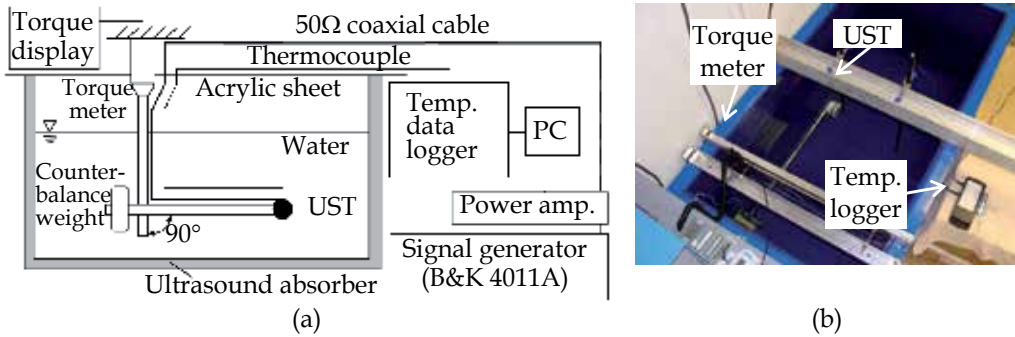 Torque
display
50Ω coaxial cable
Thermocouple
Torque
meter
Acrylic sheet
Temp.
data
logger
PC
Water
Counter-
balance
weight
UST
90°
Power amp.
Signal generator
(B&K 4011A)
Ultrasound absorber
(a)
Torque
meter
UST
Temp.
logger
(b)